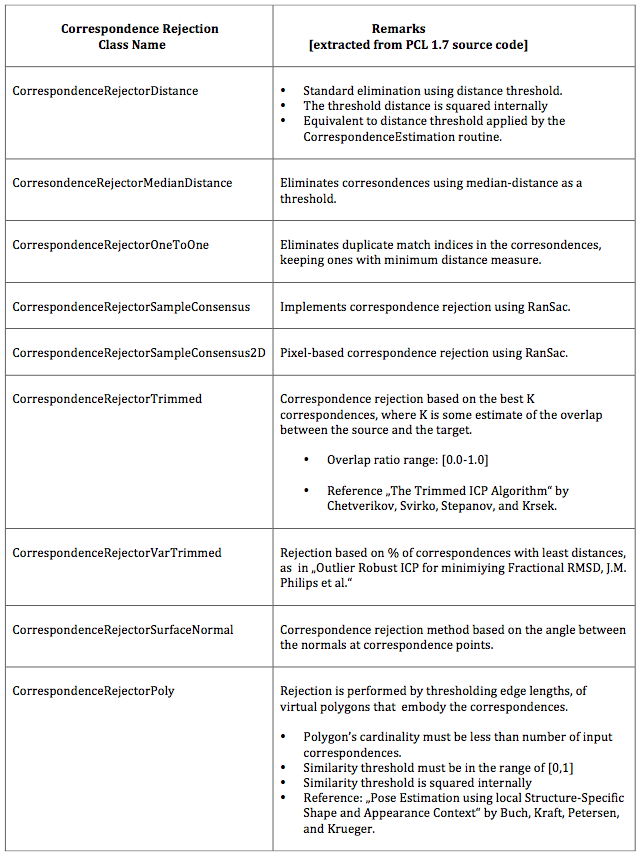 Correspondence Rejection
Class Name
Remarks
[extracted from PCL 1.7 source code]
CorrespondenceRejectorDistance
• Standard elimination using distance threshold.
• The threshold distance is squared internally
• Equivalent to distance threshold applied by the
CorrespondenceEstimation routine.
CorresondenceRejectorMedianDistance
Eliminates corresondences using median-distance as a
threshold.
CorrespondenceRejectorOneToOne
Eliminates duplicate match indices in the corresondences,
keeping ones with minimum distance measure.
CorrespondenceRejectorSampleConsensus
Implements correspondence rejection using RanSac.
CorrespondenceRejectorSampleConsensus2D
Pixel-based correspondence rejection using RanSac.
CorrespondenceRejectorTrimmed
Correspondence rejection based on the best K
correspondences, where K is some estimate of the overlap
between the source and the target.
• Overlap ratio range: [0.0-1.0]
• Reference „The Trimmed ICP Algorithm“ by
Chetverikov, Svirko, Stepanov, and Krsek.
CorrespondenceRejectorVarTrimmed
Rejection based on % of correspondences with least distances,
as in „Outlier Robust ICP for minimiying Fractional RMSD, J.M.
Philips et al.“
CorrespondenceRejectorSurfaceNormal
Correspondence rejection method based on the angle between
the normals at correspondence points.
CorrespondenceRejectorPoly
Rejection is performed by thresholding edge lengths, of
virtual polygons that embody the correspondences.
• Polygon’s cardinality must be less than number of input
correspondences.
• Similarity threshold must be in the range of [0,1]
• Similarity threshold is squared internally
• Reference: „Pose Estimation using local Structure-Specific
Shape and Appearance Context“ by Buch, Kraft, Petersen,
and Krueger.